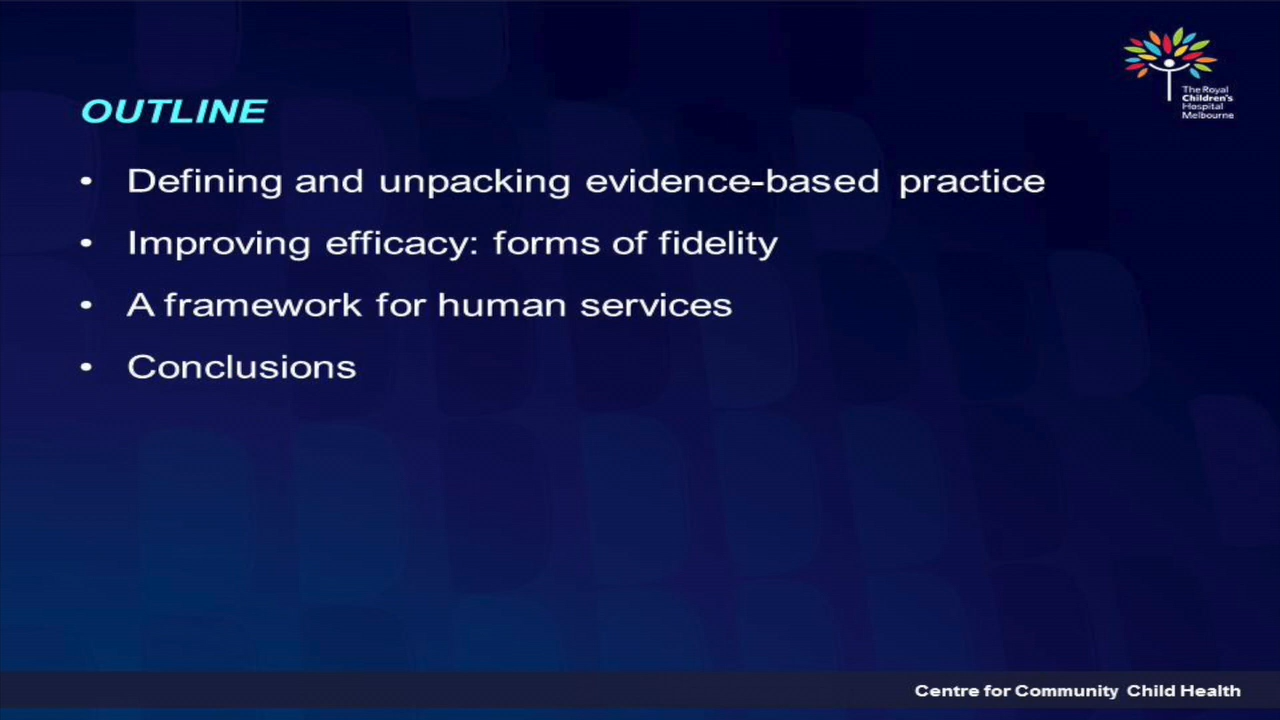 The Royal
Children's
Hospital
Melbourne
OUTLINE
• Defining and unpacking evidence-based practice
• Improving efficacy: forms of fidelity
• A framework for human services
• Conclusions
Centre for Community Child Health